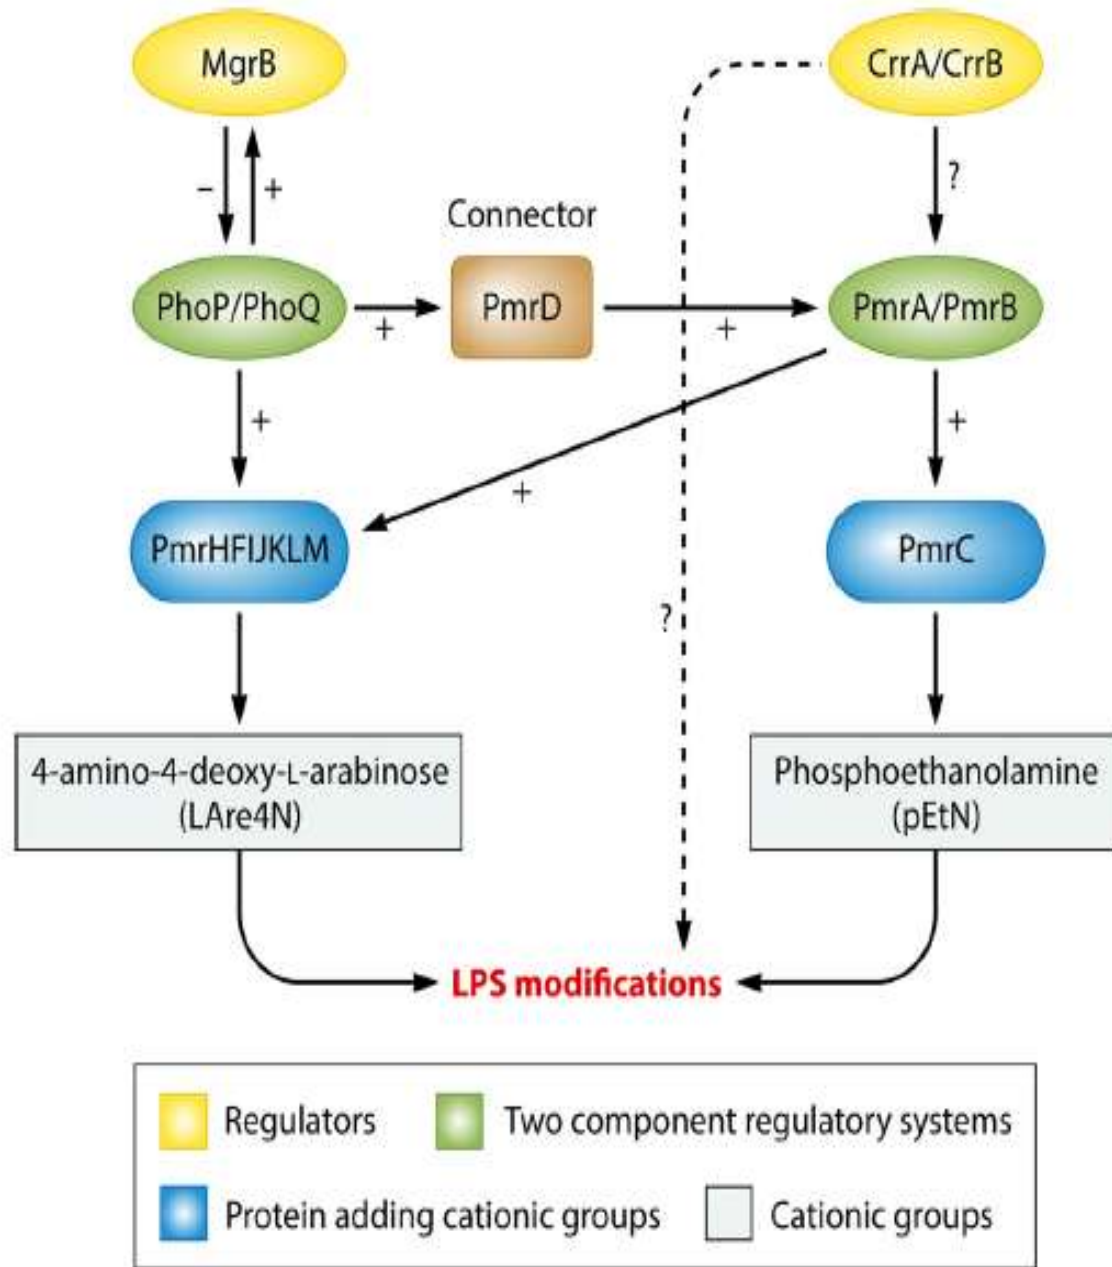 MgrB
CrrA/CrrB
–
+
?
Connector
PhoP/PhoQ
+
PmrD
+
PmrA/PmrB
+
+
+
PmrHFIJKLM
PmrC
?
4-amino-4-deoxy-L-arabinose
(LAre4N)
Phosphoethanolamine
(pEtN)
LPS modifications
Regulators
Two component regulatory systems
Protein adding cationic groups
Cationic groups